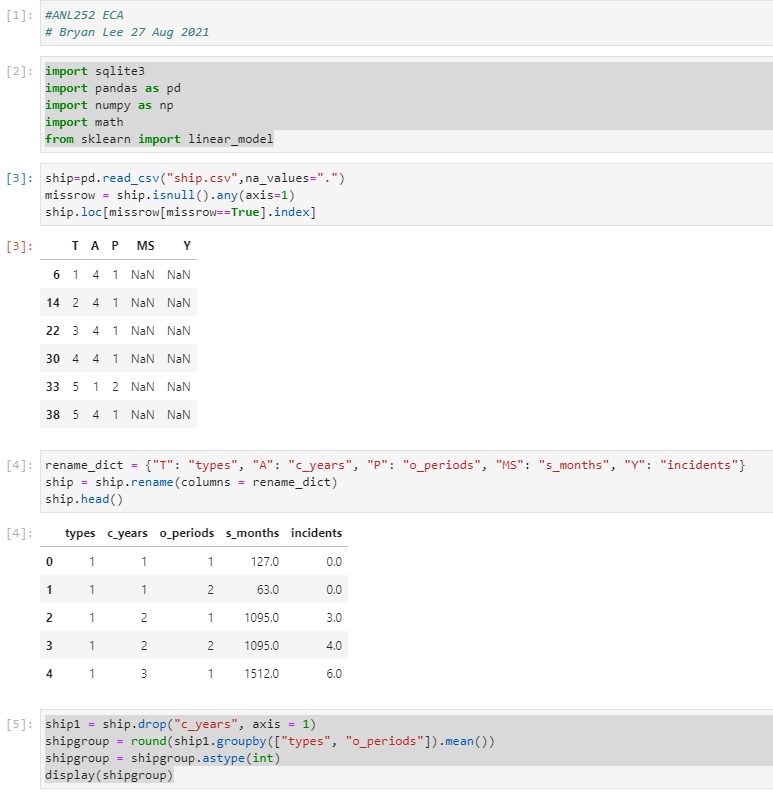 [1]: #ANL252 ECA
# Bryan Lee 27 Aug 2021
[2]: import sqlite3
import pandas as pd
import numpy as np
import math
from sklearn import linear_model
[3]: ship=pd.read_csv("ship.csv",na_values=".")
missrow = ship.isnull().any(axis=1)
ship.loc[missrow[missrow==True].index]
[3]: T A P MS Y
6 1 4 1 NaN NaN
14 2 4 1 NaN NaN
22 3 4 1 NaN NaN
30 4 4 1 NaN NaN
33 5 1 2 NaN NaN
38 5 4 1 NaN NaN
[4]: rename_dict = {"T": "types", "A": "c_years", "P": "o_periods", "MS": "s_months", "Y": "incidents"}
ship = ship.rename(columns = rename_dict)
ship.head()
[4]: types c_years o_periods s_months incidents
0 1 1 1 127.0 0.0
1 1 1 2 63.0 0.0
2 1 2 1 1095.0 3.0
3 1 2 2 1095.0 4.0
4 1 3 1 1512.0 6.0
[5]: ship1 = ship.drop("c_years", axis = 1)
shipgroup = round(ship1.groupby(["types", "o_periods"]).mean())
shipgroup = shipgroup.astype(int)
display(shipgroup)